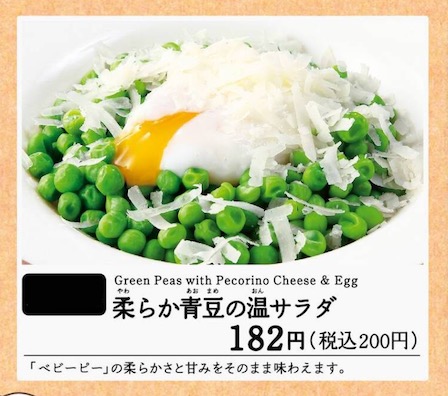 Green Peas with Pecorino Cheese & Egg
やわ あお まめ おん
柔らか青豆の温サラダ
182円(税込200円)
「ベビーピー」の柔らかさと甘みをそのまま味わえます。